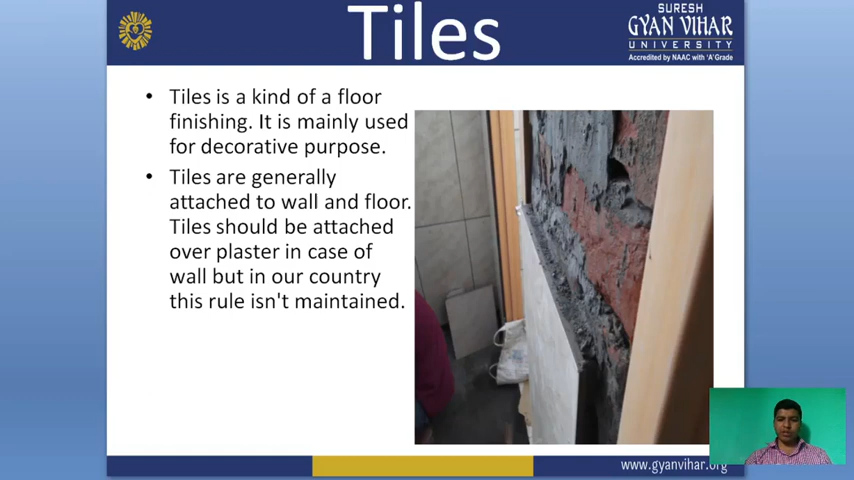 Tiles
SURESH
GYAN VIHAR
UNIVERSITY
Accredited by NAAC with 'A' Grade
• Tiles is a kind of a floor
finishing. It is mainly used
for decorative purpose.
• Tiles are generally
attached to wall and floor.
Tiles should be attached
over plaster in case of
wall but in our country
this rule isn't maintained.
www.gyanvihar.org